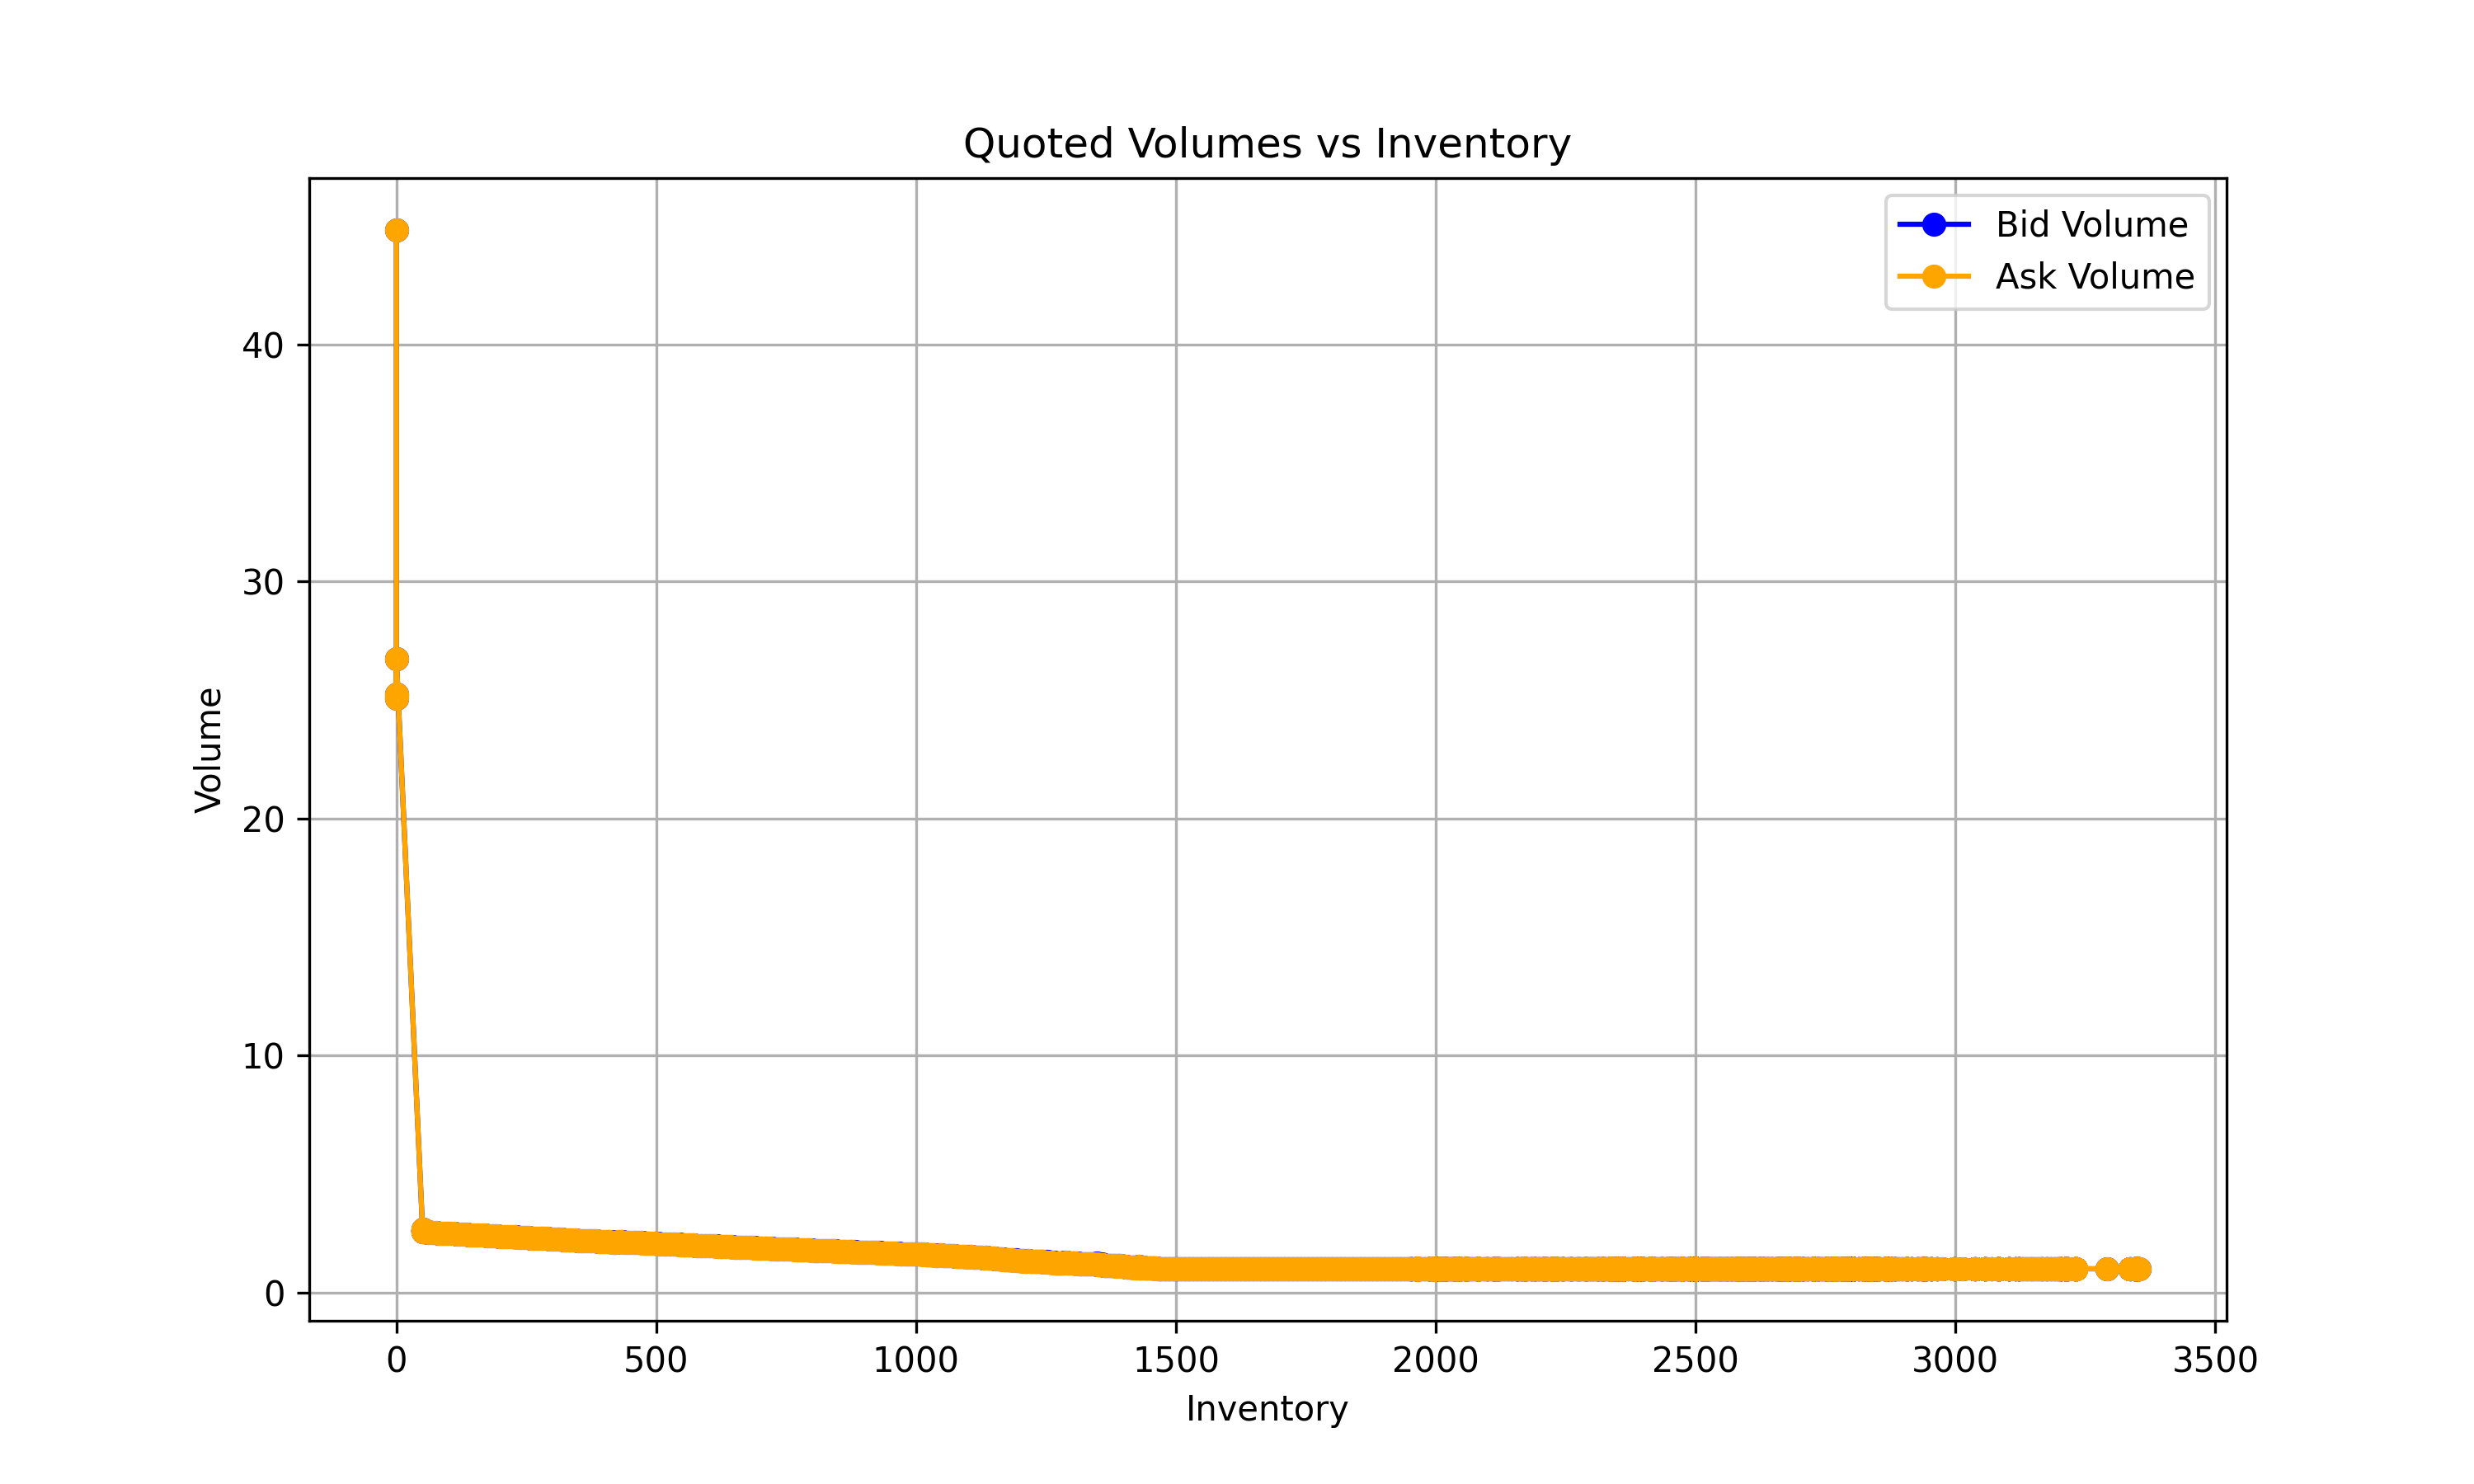 Quoted Volumes vs Inventory
Bid Volume
Ask Volume
Volume
40
30
20
10
0
0 500 1000 1500 2000 2500 3000 3500
Inventory